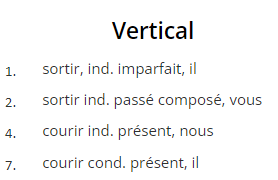 Vertical
1. sortir, ind. imparfait, il
2. sortir ind. passé composé, vous
4. courir ind. présent, nous
7. courir cond. présent, il